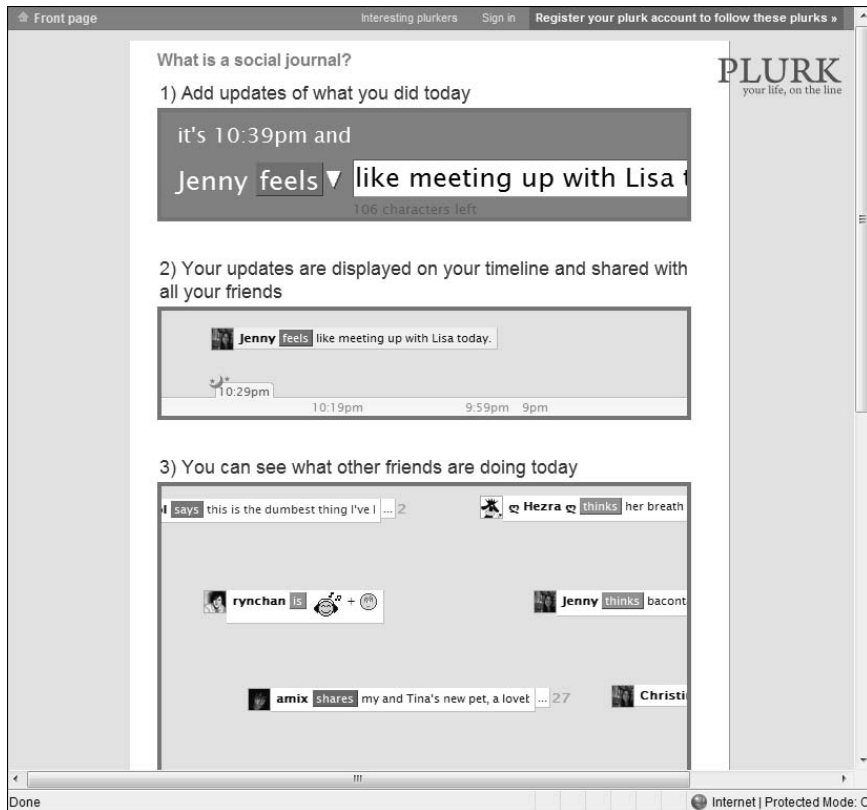 Front page Interesting plurkers Sign in Register your plurk account to follow these plurks »
What is a social journal?
PLURK
your life, on the line
1) Add updates of what you did today
it's 10:39pm and
Jenny feels like meeting up with Lisa t
106 characters left
2) Your updates are displayed on your timeline and shared with
all your friends
Jenny feels like meeting up with Lisa today.
10:29pm
10:19pm 9:59pm 9pm
3) You can see what other friends are doing today
says this is the dumbest thing I've l ... 2
ღ Hezra ღ thinks her breath
rynchan is +
Jenny thinks bacont
amix shares my and Tina's new pet, a loveb ... 27
Christi
Done Internet | Protected Mode: